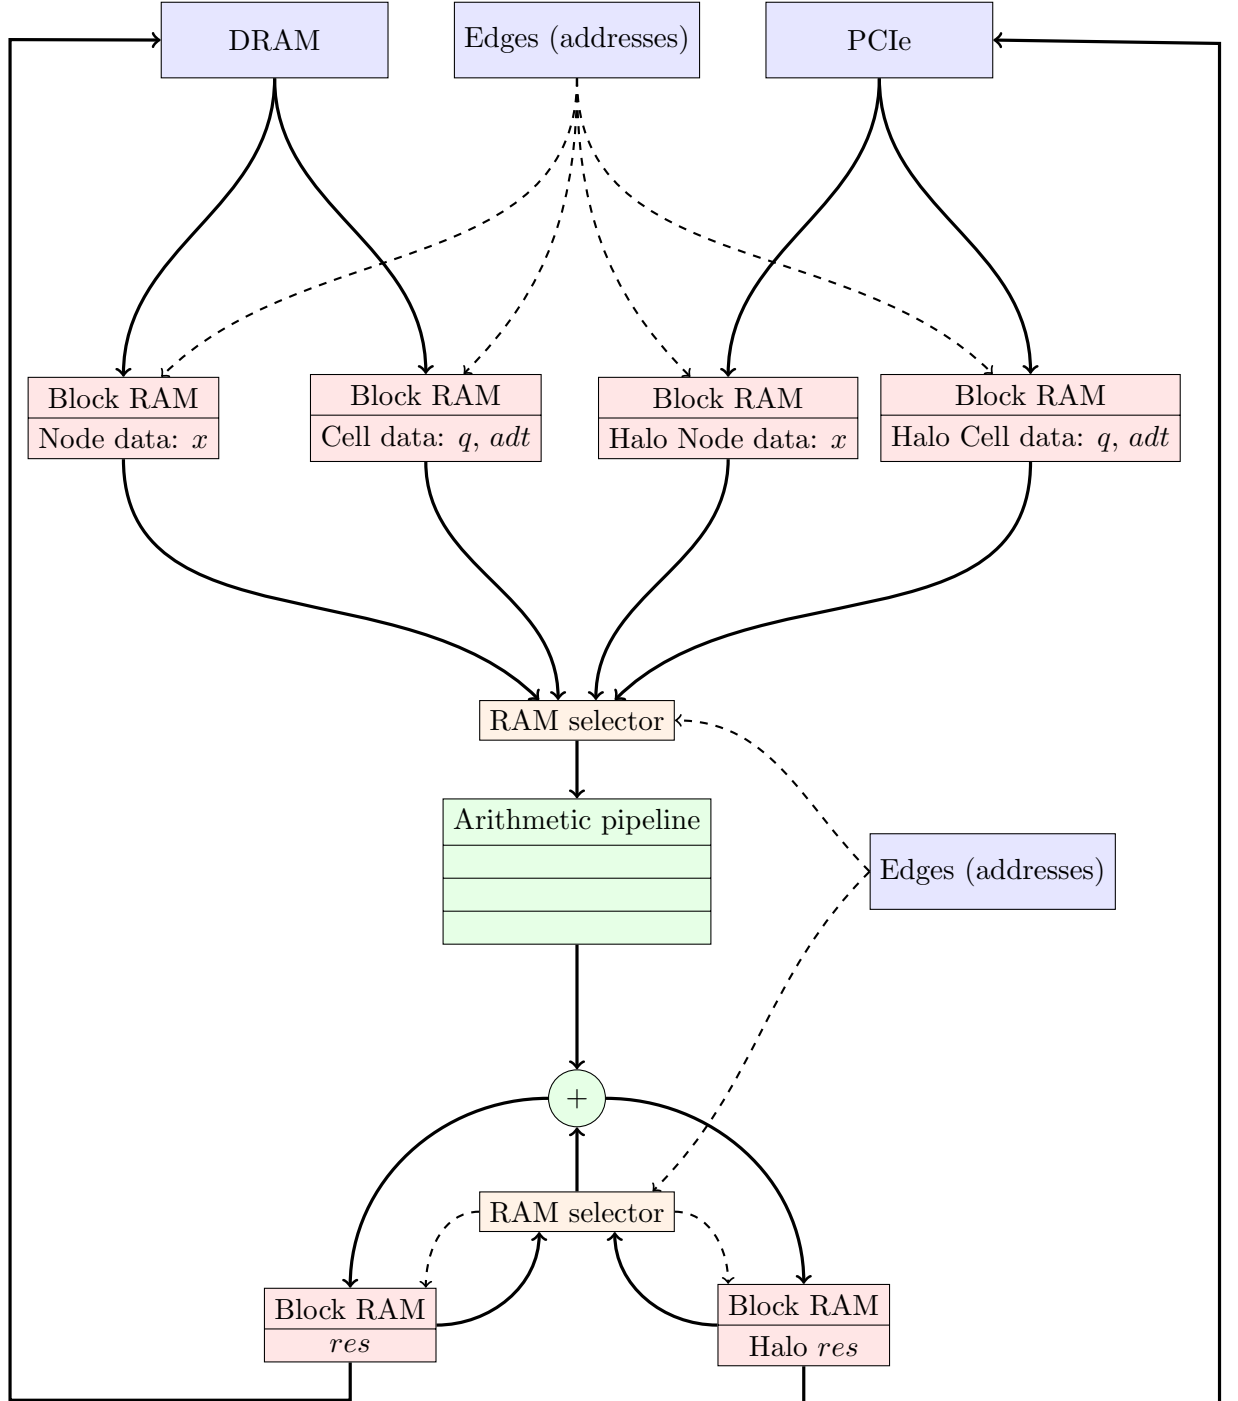 DRAM
Edges (addresses)
PCIe
Block RAM
Node data: x
Block RAM
Cell data: q, adt
Block RAM
Halo Node data: x
Block RAM
Halo Cell data: q, adt
RAM selector
Arithmetic pipeline
Edges (addresses)
+
RAM selector
Block RAM
res
Block RAM
Halo res